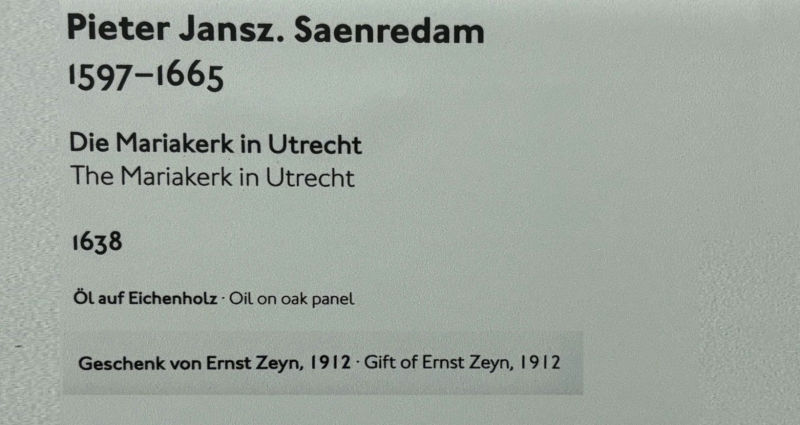 Pieter Jansz. Saenredam
1597–1665
Die Mariakerk in Utrecht
The Mariakerk in Utrecht
1638
Öl auf Eichenholz · Oil on oak panel
Geschenk von Ernst Zeyn, 1912 · Gift of Ernst Zeyn, 1912